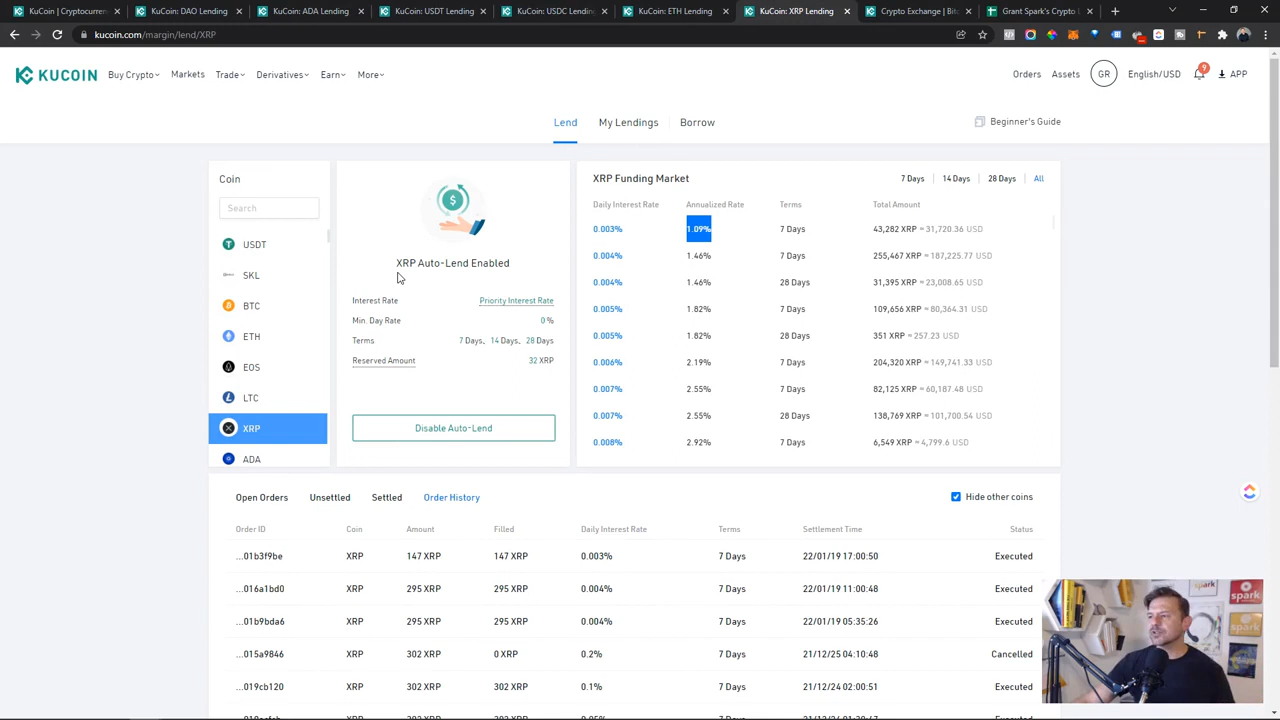 KuCoin | Cryptocurrenc
KuCoin DAO Lending
KuCoin ADA Lending
KuCoin USDT Lending
KuCoin USDC Lending
KuCoin ETH Lending
KuCoin XRP Lending
Crypto Exchange | Bi
Grant Spark's Crypto
kucoin.com/margin/lend/XRP
KUCOIN
Buy Crypto
Markets
Trade
Derivatives
Earn
More
Orders
Assets
GR
English/USD
9
APP
Lend
My Lendings
Borrow
Beginner's Guide
Coin
Search
USDT
SKL
BTC
ETH
EOS
LTC
XRP
ADA
XRP Auto-Lend Enabled
Interest Rate Priority Interest Rate
Min. Day Rate 0 %
Terms 7 Days、 14 Days、 28 Days
Reserved Amount 32 XRP
Disable Auto-Lend
XRP Funding Market
7 Days 14 Days 28 Days All
Daily Interest Rate Annualized Rate Terms Total Amount
0.003% 1.09% 7 Days 43,282 XRP ≈ 31,720.36 USD
0.004% 1.46% 7 Days 255,467 XRP ≈ 187,225.77 USD
0.004% 1.46% 28 Days 31,395 XRP ≈ 23,008.65 USD
0.005% 1.82% 7 Days 109,656 XRP ≈ 80,364.31 USD
0.005% 1.82% 28 Days 351 XRP ≈ 257.23 USD
0.006% 2.19% 7 Days 204,320 XRP ≈ 149,741.33 USD
0.007% 2.55% 7 Days 82,125 XRP ≈ 60,187.48 USD
0.007% 2.55% 28 Days 138,769 XRP ≈ 101,700.54 USD
0.008% 2.92% 7 Days 6,549 XRP ≈ 4,799.6 USD
Open Orders Unsettled Settled Order History
Hide other coins
Order ID Coin Amount Filled Daily Interest Rate Terms Settlement Time Status
...01b3f9be XRP 147 XRP 147 XRP 0.003% 7 Days 22/01/19 17:00:50 Executed
...016a1bd0 XRP 295 XRP 295 XRP 0.004% 7 Days 22/01/19 11:00:48 Executed
...01b9bda6 XRP 295 XRP 295 XRP 0.004% 7 Days 22/01/19 05:35:26 Executed
...015a9846 XRP 302 XRP 0 XRP 0.2% 7 Days 21/12/25 04:10:48 Cancelled
...019cb120 XRP 302 XRP 302 XRP 0.1% 7 Days 21/12/24 02:00:51 Executed
spark
spark